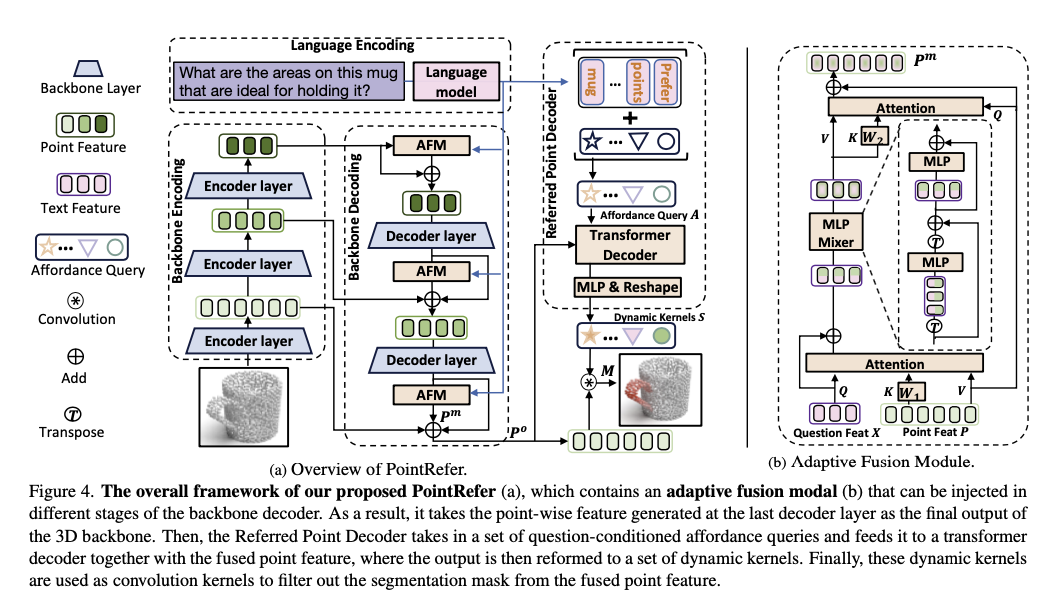 Language Encoding
What are the areas on this mug
that are ideal for holding it?
Language
model
Backbone Layer
Point Feature
Text Feature
Affordance Query
Convolution
Add
Transpose
T
Backbone Encoding
Encoder layer
Encoder layer
Encoder layer
Backbone Decoding
AFM
Decoder layer
AFM
Decoder layer
AFM
P^m
P^o
Referred Point Decoder
mug
...
points
Prefer
+
Affordance Query A
Transformer
Decoder
MLP & Reshape
Dynamic Kernels S
M
(a) Overview of PointRefer.
P^m
Attention
Q
V
K
W_2
MLP
Mixer
MLP
T
MLP
T
Attention
Q
K
W_1
V
Question Feat X
Point Feat P
(b) Adaptive Fusion Module.
Figure 4. The overall framework of our proposed PointRefer (a), which contains an adaptive fusion modal (b) that can be injected in
different stages of the backbone decoder. As a result, it takes the point-wise feature generated at the last decoder layer as the final output of
the 3D backbone. Then, the Referred Point Decoder takes in a set of question-conditioned affordance queries and feeds it to a transformer
decoder together with the fused point feature, where the output is then reformed to a set of dynamic kernels. Finally, these dynamic kernels
are used as convolution kernels to filter out the segmentation mask from the fused point feature.